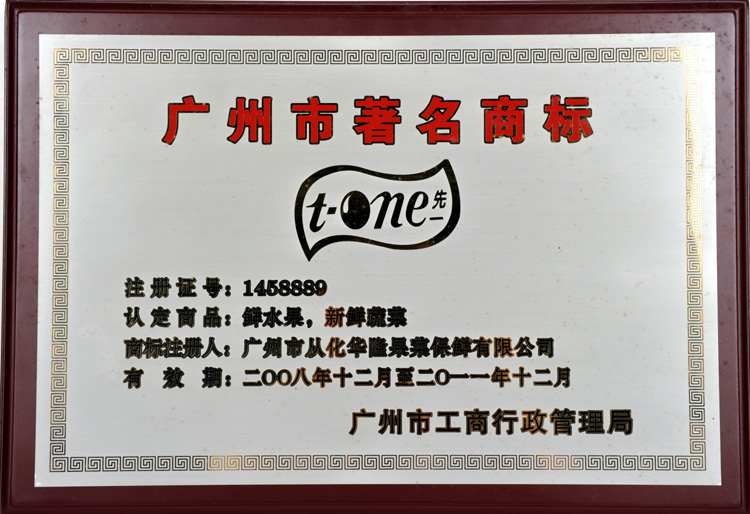 广州市著名商标
t-one先一
注册证号：1458889
认定商品：鲜水果，新鲜蔬菜
商标注册人：广州市从化华隆果菜保鲜有限公司
有效期：二〇〇八年十二月至二〇一一年十二月
广州市工商行政管理局